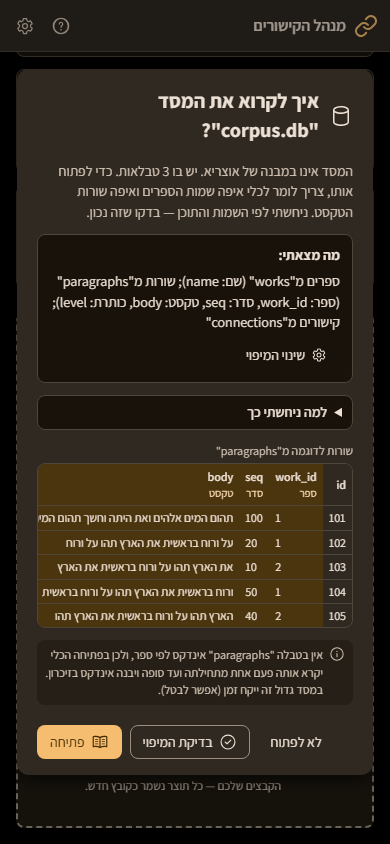 מנהל הקישורים
איך לקרוא את המסד
"corpus.db"?
המסד אינו במבנה של אוצריא. יש בו 3 טבלאות. כדי לפתוח
אותו, צריך לומר לכלי איפה שמות הספרים ואיפה שורות
הטקסט. ניחשתי לפי השמות והתוכן — בדקו שזה נכון.
מה מצאתי:
ספרים מ"works" (שם: name); שורות מ"paragraphs"
(ספר: work_id, סדר: seq, טקסט: body, כותרת: level);
קישורים מ"connections"
שינוי המיפוי
למה ניחשתי כך
שורות לדוגמה מ"paragraphs"
id work_id seq body
ספר סדר טקסט
101 1 100 תהום המים אלהים ואת היתה וחשך תהום המי
102 1 20 על ורוח בראשית את הארץ תהו על ורוח
103 2 10 את הארץ תהו על ורוח בראשית את הארץ
104 1 50 ורוח בראשית את הארץ תהו על ורוח בראשית
105 2 40 על ורוח בראשית את הארץ תהו
אין בטבלה "paragraphs" אינדקס לפי ספר, ולכן בפתיחה הכלי
יקרא אותה פעם אחת מתחילתה ועד סופה ויבנה אינדקס בזיכרון.
במסד גדול זה ייקח זמן (אפשר לבטל).
לא לפתוח
בדיקת המיפוי
פתיחה
הקבצים שלכם — כל תוצר נשמר כקובץ חדש.